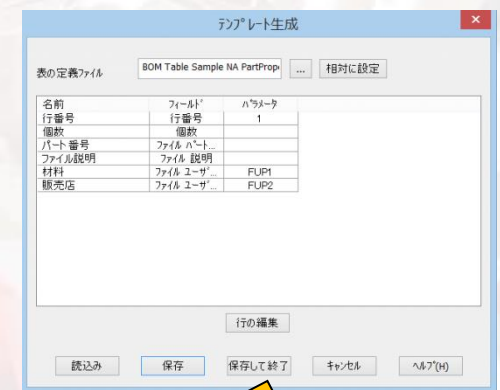 テンプレート生成
表の定義ファイル BOM Table Sample NA PartProp ... 相対に設定
名前 フィールド パラメータ
行番号 行番号 1
個数 個数
パート番号 ファイル パート...
ファイル説明 ファイル 説明
材料 ファイル ユーザ... FUP1
販売店 ファイル ユーザ... FUP2
行の編集
読込み 保存 保存して終了 キャンセル ヘルプ(H)